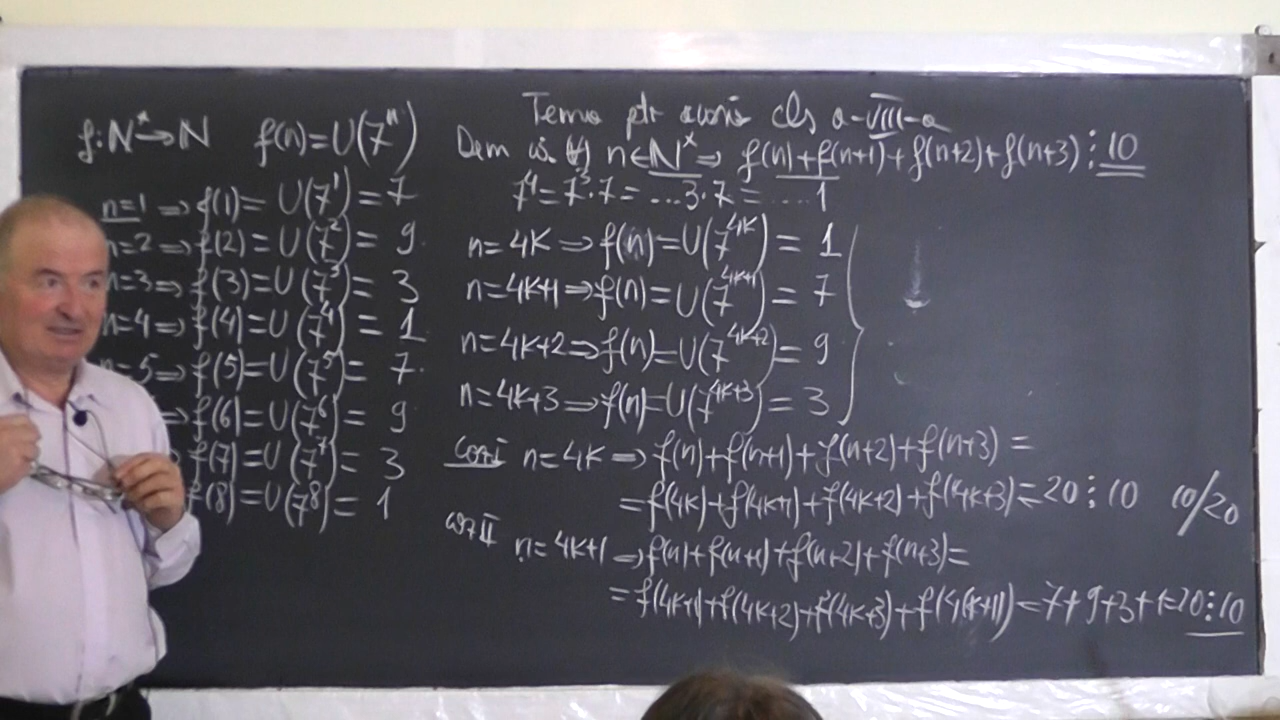 f:N*→N f(n)=U(7ⁿ)
n=1 ⇒ f(1)= U(7¹) = 7
n=2 ⇒ f(2)= U(7²) = 9
n=3 ⇒ f(3)= U(7³) = 3
n=4 ⇒ f(4)=U(7⁴) = 1
n=5 ⇒ f(5)=U(7⁵)= 7
⇒ f(6)=U(7⁶)= 9
f(7)=U(7⁷)= 3
f(8)=U(7⁸)= 1
Tema ptr acasă cls a-VIII-a
Dem că (∀) n∈N* ⇒ f(n)+f(n+1)+f(n+2)+f(n+3)⋮10
7⁴=7³·7= ...3·7= .... 1
n=4K ⇒ f(n)=U(7⁴ᴷ) = 1
n=4K+1 ⇒ f(n)=U(7⁴ᴷ⁺¹) = 7
n=4K+2 ⇒ f(n)=U(7⁴ᴷ⁺²) = 9
n=4K+3 ⇒ f(n)=U(7⁴ᴷ⁺³) = 3
caz I n=4K ⇒ f(n)+f(n+1)+f(n+2)+f(n+3) =
=f(4K)+f(4K+1)+f(4K+2)+f(4K+3)=20⋮10 10/20
caz II n=4K+1 ⇒ f(n)+f(n+1)+f(n+2)+f(n+3)=
=f(4K+1)+f(4K+2)+f(4K+3)+f(4(K+1))=7+9+3+1=20⋮10